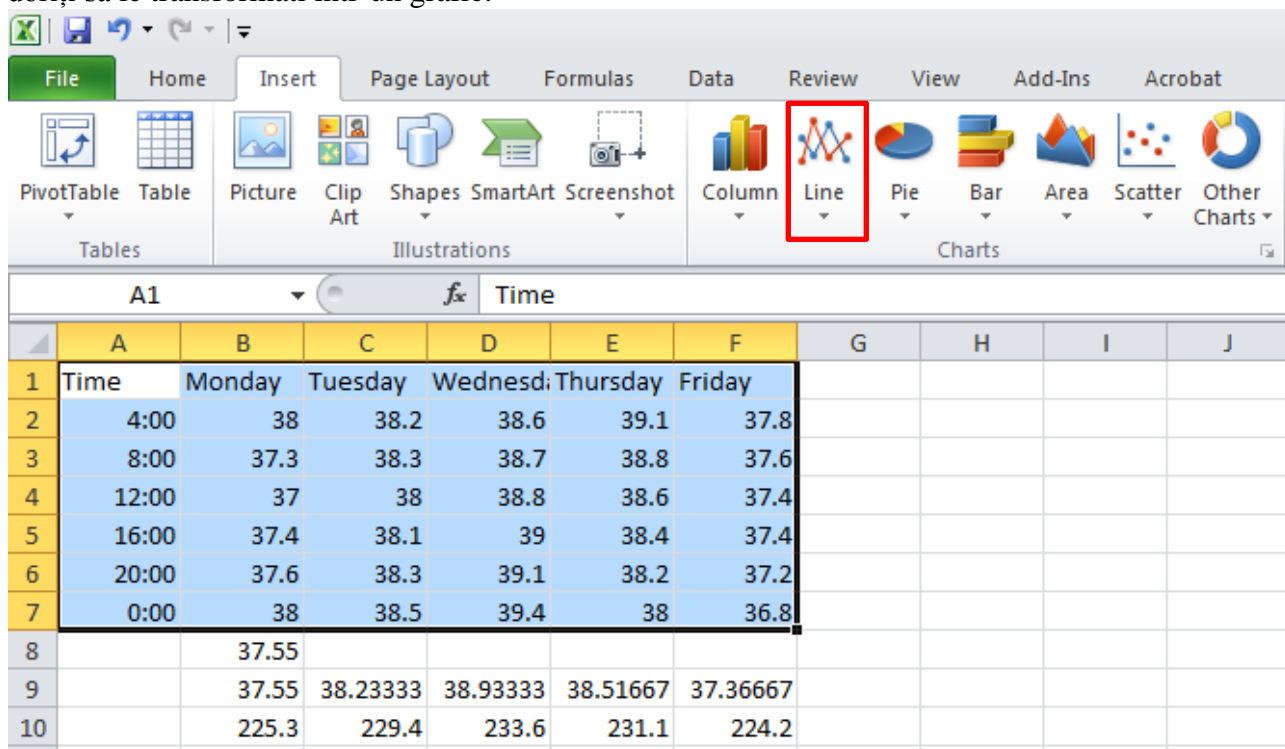 File Home Insert Page Layout Formulas Data Review View Add-Ins Acrobat
PivotTable Table Picture Clip Art Shapes SmartArt Screenshot Column Line Pie Bar Area Scatter Other Charts
Tables Illustrations Charts
A1 fx Time
A B C D E F G H I J
1 Time Monday Tuesday Wednesda Thursday Friday
2 4:00 38 38.2 38.6 39.1 37.8
3 8:00 37.3 38.3 38.7 38.8 37.6
4 12:00 37 38 38.8 38.6 37.4
5 16:00 37.4 38.1 39 38.4 37.4
6 20:00 37.6 38.3 39.1 38.2 37.2
7 0:00 38 38.5 39.4 38 36.8
8 37.55
9 37.55 38.23333 38.93333 38.51667 37.36667
10 225.3 229.4 233.6 231.1 224.2